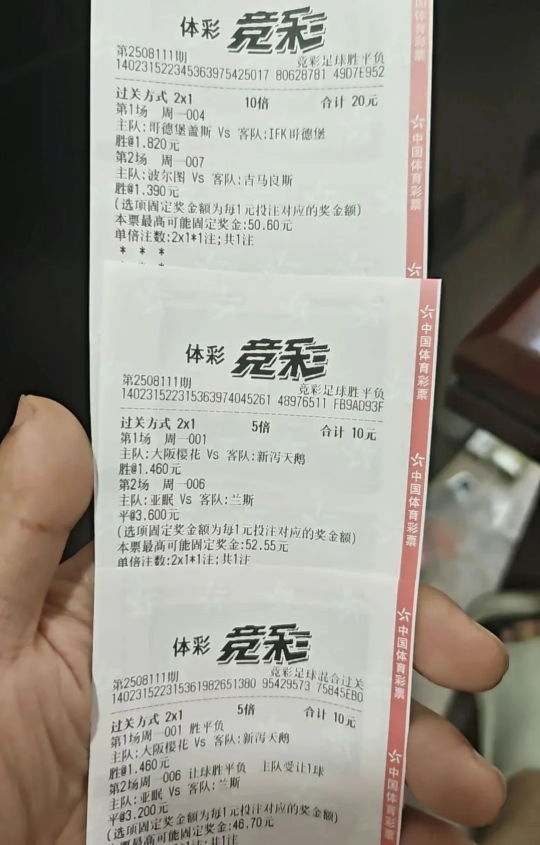 体彩 竞彩
第2508111期 竞彩足球胜平负
140231522345363975425017 80628781 49D7E952
过关方式 2x1 10倍 合计 20元
第1场 周一004
主队:哥德堡盖斯 Vs 客队:IFK哥德堡
胜@1.820元
第2场 周一007
主队:波尔图 Vs 客队:吉马良斯
胜@1.390元
(选项固定奖金额为每1元投注对应的奖金额)
本票最高可能固定奖金:50.60元
单倍注数:2x1*1注;共1注
* * *
体彩 竞彩
第2508111期 竞彩足球胜平负
140231522315363974045261 48976511 FB9AD93F
过关方式 2x1 5倍 合计 10元
第1场 周一001
主队:大阪樱花 Vs 客队:新泻天鹅
胜@1.460元
第2场 周一006
主队:亚眠 Vs 客队:兰斯
平@3.600元
(选项固定奖金额为每1元投注对应的奖金额)
本票最高可能固定奖金:52.55元
单倍注数:2x1*1注;共1注
体彩 竞彩
第2508111期 竞彩足球混合过关
140231522315361982651380 95429573 75845EB0
过关方式 2x1 5倍 合计 10元
第1场周一001 胜平负
主队:大阪樱花 Vs 客队:新泻天鹅
胜@1.460元
第2场周一006 让球胜平负 主队受让1球
主队:亚眠 Vs 客队:兰斯
平@3.200元
(选项固定奖金额为每1元投注对应的奖金额)
本票最高可能固定奖金:46.70元
国体育彩票
中国体育彩票
中国体育彩票
中国体育彩票
中国体育彩票
中国体育彩票